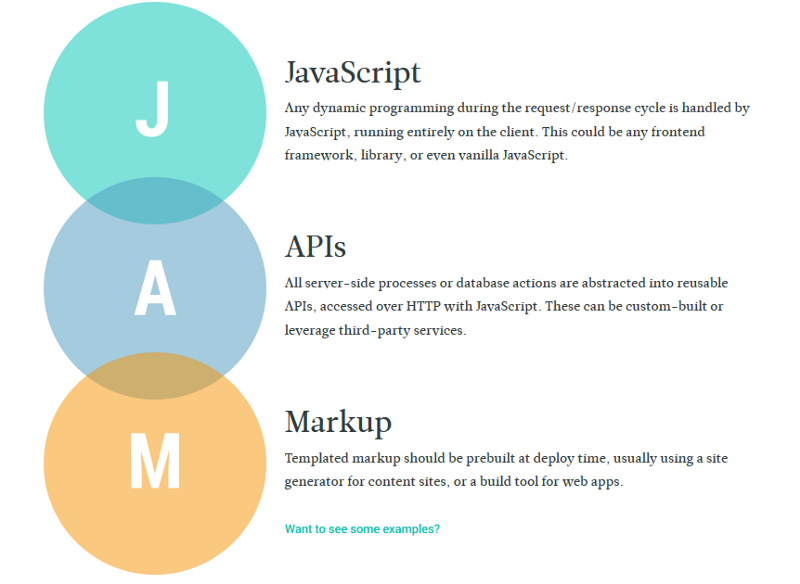 J
JavaScript
Any dynamic programming during the request/response cycle is handled by
JavaScript, running entirely on the client. This could be any frontend
framework, library, or even vanilla JavaScript.
A
APIs
All server-side processes or database actions are abstracted into reusable
APIs, accessed over HTTP with JavaScript. These can be custom-built or
leverage third-party services.
M
Markup
Templated markup should be prebuilt at deploy time, usually using a site
generator for content sites, or a build tool for web apps.
Want to see some examples?